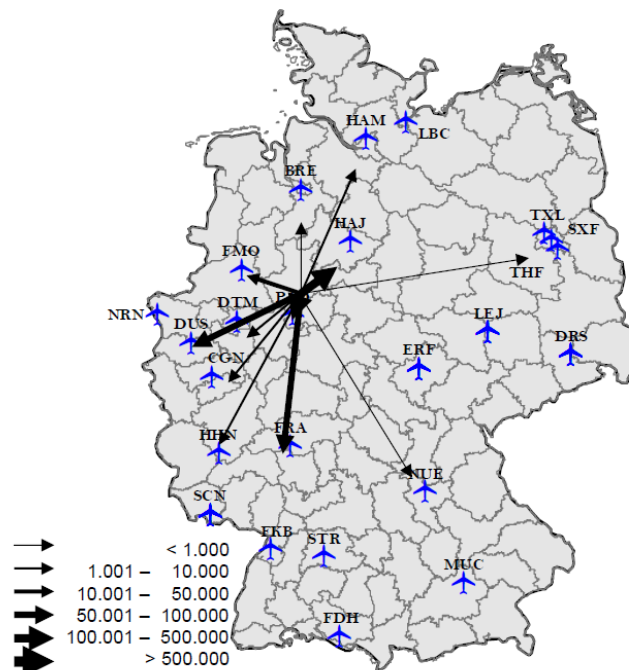 HAM
LBC
BRE
HAJ
TXL
SXF
FMO
THF
NRN
DTM
DUS
LEJ
CGN
ERF
DRS
HHN
FRA
NUE
SCN
FKB
STR
MUC
FDH
< 1.000
1.001 – 10.000
10.001 – 50.000
50.001 – 100.000
100.001 – 500.000
> 500.000